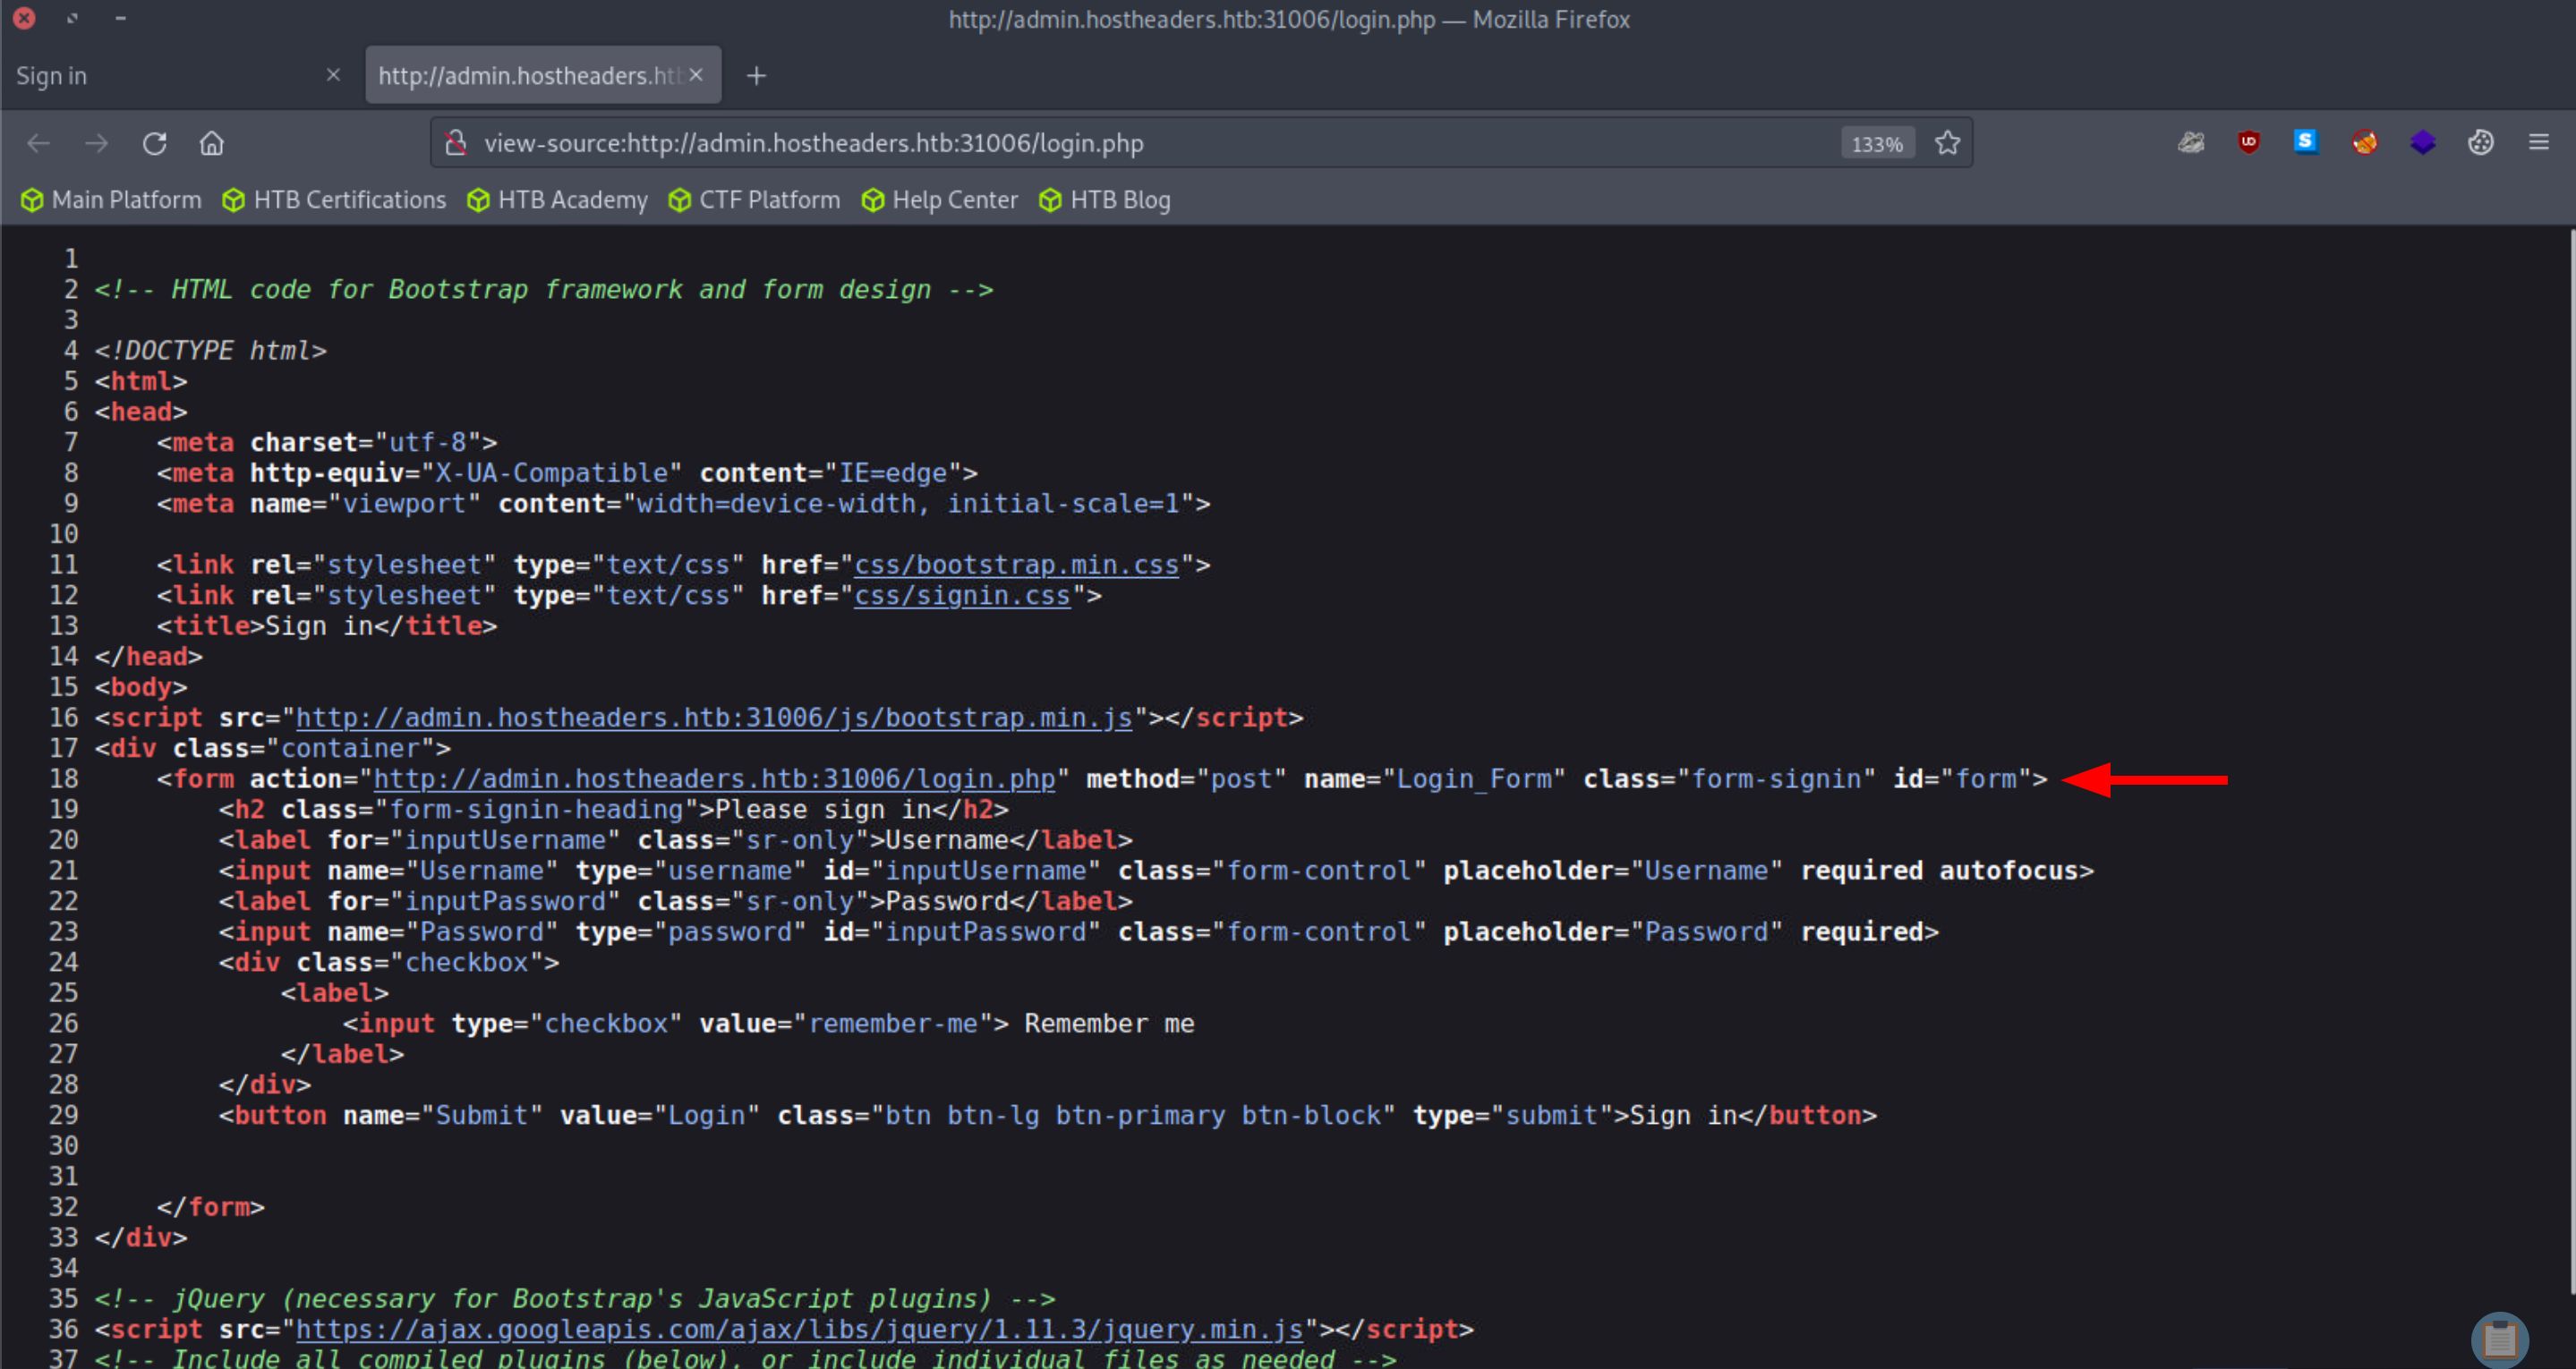 http://admin.hostheaders.htb:31006/login.php — Mozilla Firefox
Sign in
http://admin.hostheaders.htb
view-source:http://admin.hostheaders.htb:31006/login.php
133%
Main Platform HTB Certifications HTB Academy CTF Platform Help Center HTB Blog
1
2 <!-- HTML code for Bootstrap framework and form design -->
3
4 <!DOCTYPE html>
5 <html>
6 <head>
7     <meta charset="utf-8">
8     <meta http-equiv="X-UA-Compatible" content="IE=edge">
9     <meta name="viewport" content="width=device-width, initial-scale=1">
10
11     <link rel="stylesheet" type="text/css" href="css/bootstrap.min.css">
12     <link rel="stylesheet" type="text/css" href="css/signin.css">
13     <title>Sign in</title>
14 </head>
15 <body>
16 <script src="http://admin.hostheaders.htb:31006/js/bootstrap.min.js"></script>
17 <div class="container">
18     <form action="http://admin.hostheaders.htb:31006/login.php" method="post" name="Login_Form" class="form-signin" id="form">
19         <h2 class="form-signin-heading">Please sign in</h2>
20         <label for="inputUsername" class="sr-only">Username</label>
21         <input name="Username" type="username" id="inputUsername" class="form-control" placeholder="Username" required autofocus>
22         <label for="inputPassword" class="sr-only">Password</label>
23         <input name="Password" type="password" id="inputPassword" class="form-control" placeholder="Password" required>
24         <div class="checkbox">
25             <label>
26                 <input type="checkbox" value="remember-me"> Remember me
27             </label>
28         </div>
29         <button name="Submit" value="Login" class="btn btn-lg btn-primary btn-block" type="submit">Sign in</button>
30
31
32     </form>
33 </div>
34
35 <!-- jQuery (necessary for Bootstrap's JavaScript plugins) -->
36 <script src="https://ajax.googleapis.com/ajax/libs/jquery/1.11.3/jquery.min.js"></script>
37 <!-- Include all compiled plugins (below), or include individual files as needed -->